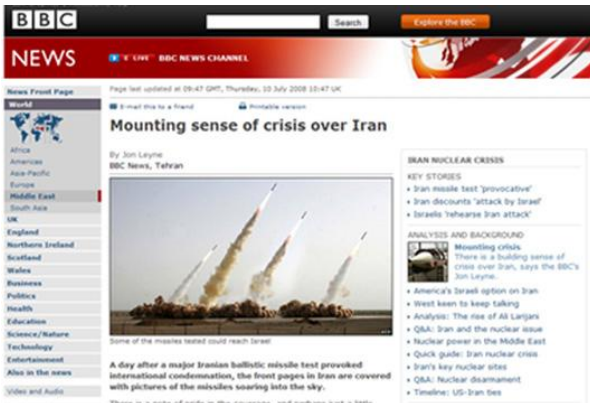 BBC
Search
Explore the BBC
NEWS
LIVE BBC NEWS CHANNEL
News Front Page
World
Africa
Americas
Asia-Pacific
Europe
Middle East
South Asia
UK
England
Northern Ireland
Scotland
Wales
Business
Politics
Health
Education
Science/Nature
Technology
Entertainment
Also in the news
Video and Audio
Page last updated at 09:47 GMT, Thursday, 10 July 2008 10:47 UK
E-mail this to a friend
Printable version
Mounting sense of crisis over Iran
By Jon Leyne
BBC News, Tehran
Some of the missiles tested could reach Israel
A day after a major Iranian ballistic missile test provoked
international condemnation, the front pages in Iran are covered
with pictures of the missiles soaring into the sky.
IRAN NUCLEAR CRISIS
KEY STORIES
Iran missile test 'provocative'
Iran discounts 'attack by Israel'
Israelis 'rehearse Iran attack'
ANALYSIS AND BACKGROUND
Mounting crisis
There is a building sense of
crisis over Iran, says the BBC's
Jon Leyne.
America's Israeli option on Iran
West keen to keep talking
Analysis: The rise of Ali Larijani
Q&A: Iran and the nuclear issue
Nuclear power in the Middle East
Quick guide: Iran nuclear crisis
Iran's key nuclear sites
Q&A: Nuclear disarmament
Timeline: US-Iran ties